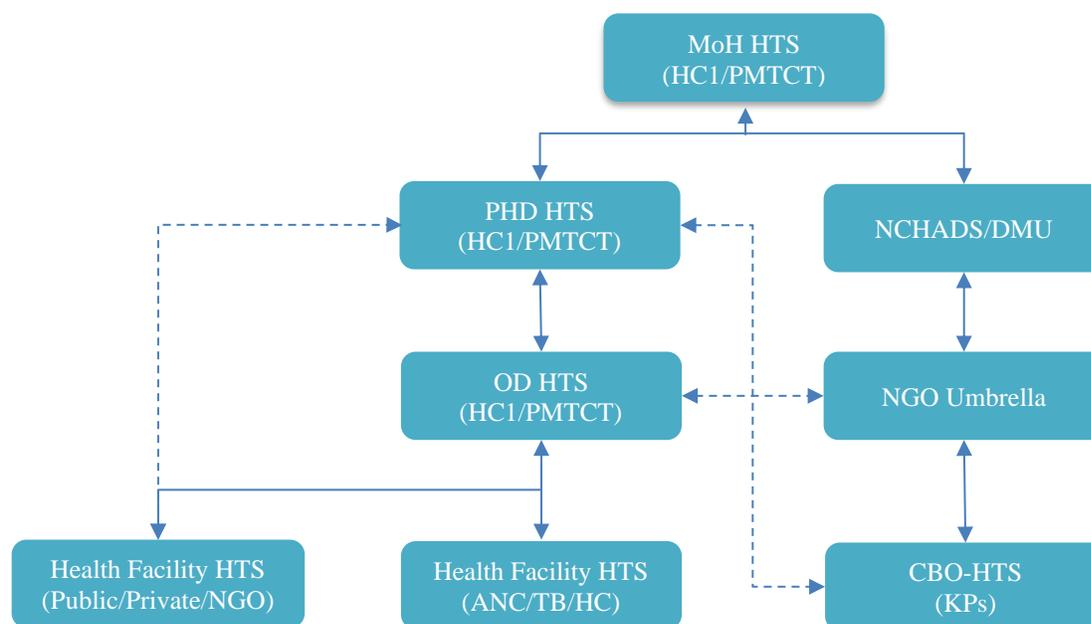 MoH HTS
(HC1/PMTCT)
PHD HTS
(HC1/PMTCT)
NCHADS/DMU
OD HTS
(HC1/PMTCT)
NGO Umbrella
Health Facility HTS
(Public/Private/NGO)
Health Facility HTS
(ANC/TB/HC)
CBO-HTS
(KPs)